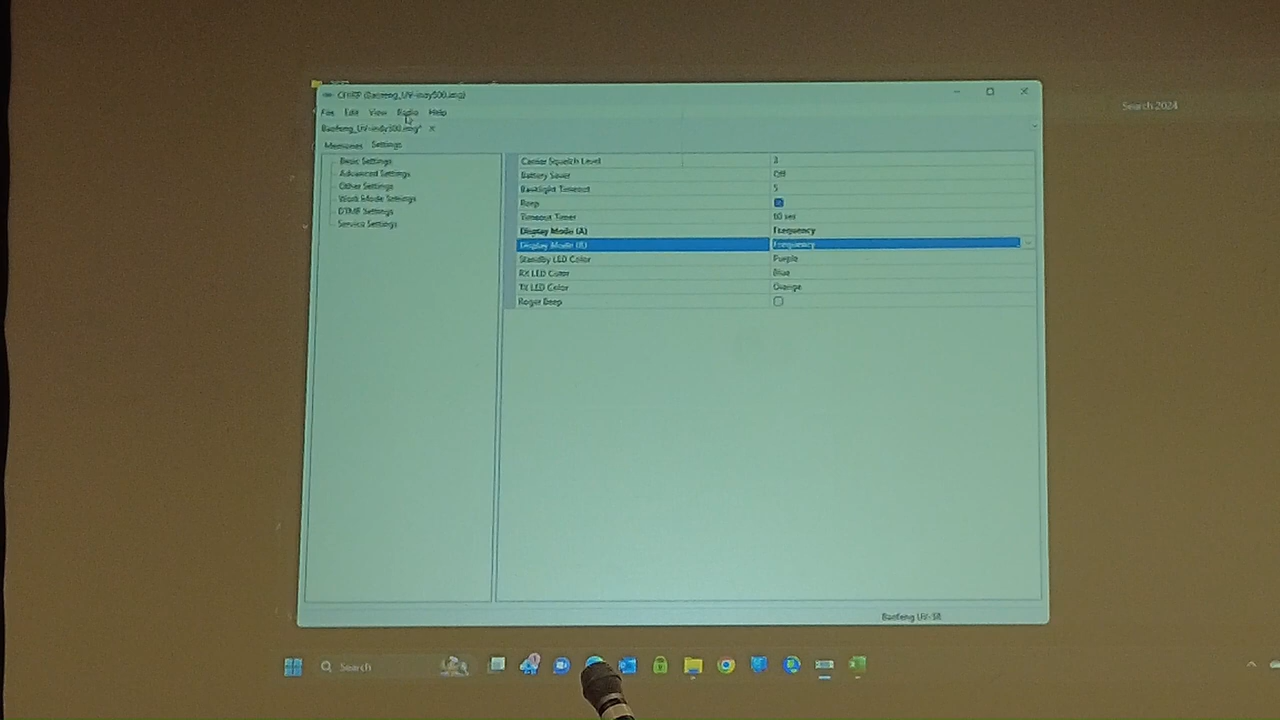 CHIRP (Baofeng_UV-indy500.img)
File Edit View Radio Help
Search 2024
Baofeng_UV-indy500.img*
Memories Settings
Basic Settings
Advanced Settings
Other Settings
Work Mode Settings
DTMF Settings
Service Settings
Carrier Squelch Level 3
Battery Saver Off
Backlight Timeout 5
Beep
Timeout Timer 60 sec
Display Mode (A) Frequency
Display Mode (B) Frequency
Standby LED Color Purple
RX LED Color Blue
TX LED Color Orange
Roger Beep
Baofeng UV-5R
Search